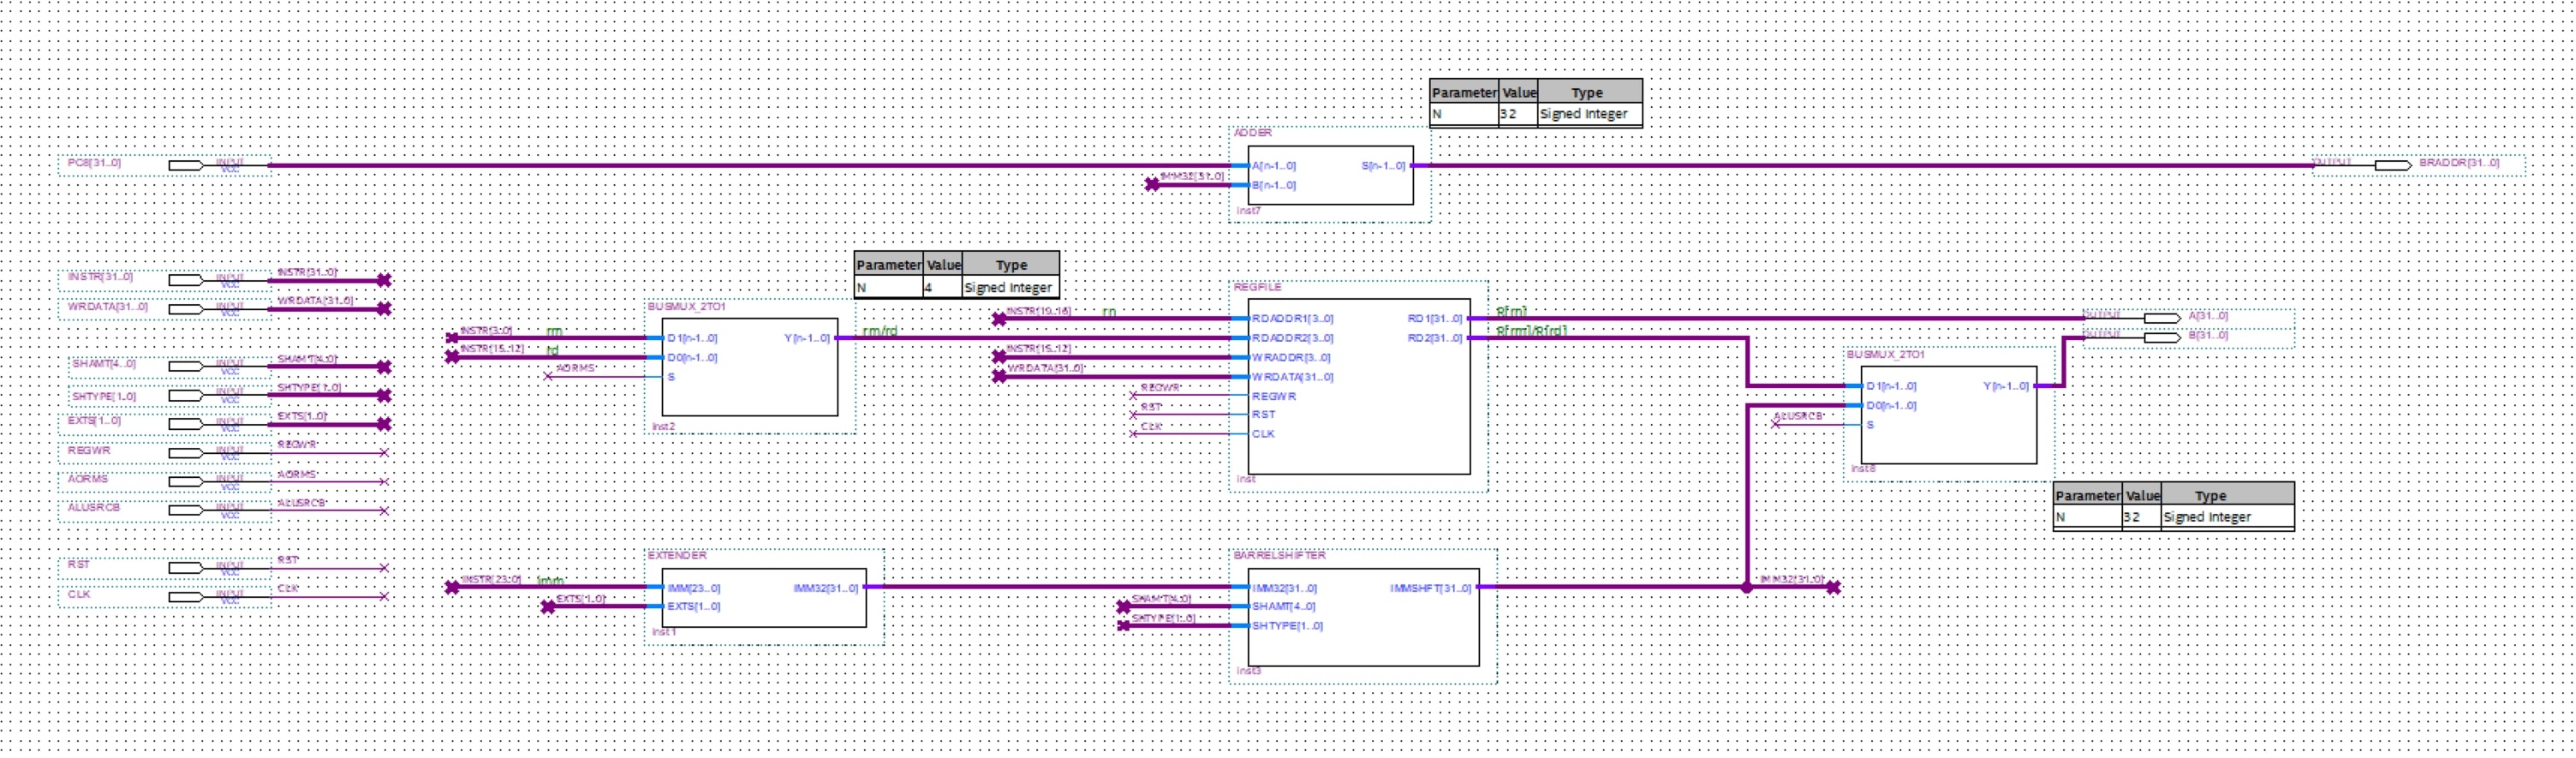 Parameter Value Type
N 32 Signed Integer
ADDER
PC8[31..0] INPUT VCC
A[n-1..0] S[n-1..0]
IMM32[31..0] B[n-1..0]
inst7
OUTPUT BRADDR[31..0]
Parameter Value Type
N 4 Signed Integer
INSTR[31..0] INPUT VCC INSTR[31..0]
WRDATA[31..0] INPUT VCC WRDATA[31..0]
SHAMT[4..0] INPUT VCC SHAMT[4..0]
SHTYPE[1..0] INPUT VCC SHTYPE[1..0]
EXTS[1..0] INPUT VCC EXTS[1..0]
REGWR INPUT VCC REGWR
AORMS INPUT VCC AORMS
ALUSRCB INPUT VCC ALUSRCB
RST INPUT VCC RST
CLK INPUT VCC CLK
BUSMUX_2TO1
INSTR[3..0] rm D1[n-1..0] Y[n-1..0] rm/rd
INSTR[15..12] rd D0[n-1..0]
AORMS S
inst2
REGFILE
INSTR[19..16] rn RDADDR1[3..0] RD1[31..0] R[rn]
RDADDR2[3..0] RD2[31..0] R[rm]/R[rd]
INSTR[15..12] WRADDR[3..0]
WRDATA[31..0] WRDATA[31..0]
REGWR REGWR
RST RST
CLK CLK
inst
OUTPUT A[31..0]
OUTPUT B[31..0]
BUSMUX_2TO1
D1[n-1..0] Y[n-1..0]
D0[n-1..0]
ALUSRCB S
inst8
Parameter Value Type
N 32 Signed Integer
EXTENDER
INSTR[23..0] imm IMM[23..0] IMM32[31..0]
EXTS[1..0] EXTS[1..0]
inst1
BARRELSHIFTER
IMM32[31..0] IMMSHFT[31..0] IMM32[31..0]
SHAMT[4..0] SHAMT[4..0]
SHTYPE[1..0] SHTYPE[1..0]
inst3